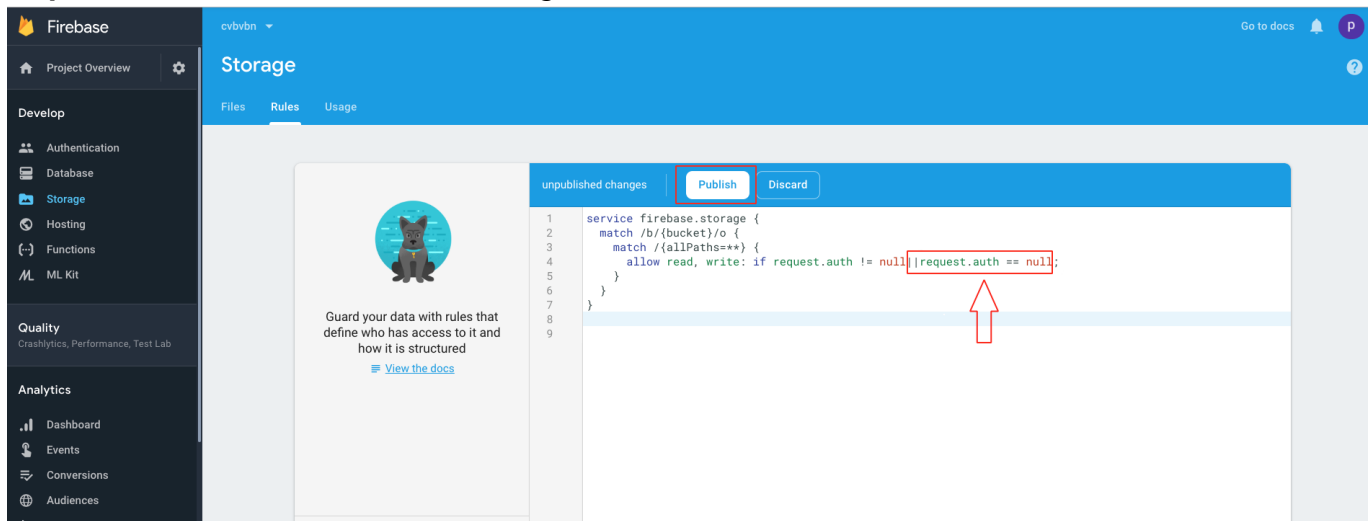 Firebase
Project Overview
Develop
Authentication
Database
Storage
Hosting
Functions
ML Kit
Quality
Crashlytics, Performance, Test Lab
Analytics
Dashboard
Events
Conversions
Audiences
cvbvbn
Go to docs
p
Storage
?
Files Rules Usage
Guard your data with rules that
define who has access to it and
how it is structured
View the docs
unpublished changes Publish Discard
1 service firebase.storage {
2 match /b/{bucket}/o {
3 match /{allPaths=**} {
4 allow read, write: if request.auth != null||request.auth == null;
5 }
6 }
7 }
8
9